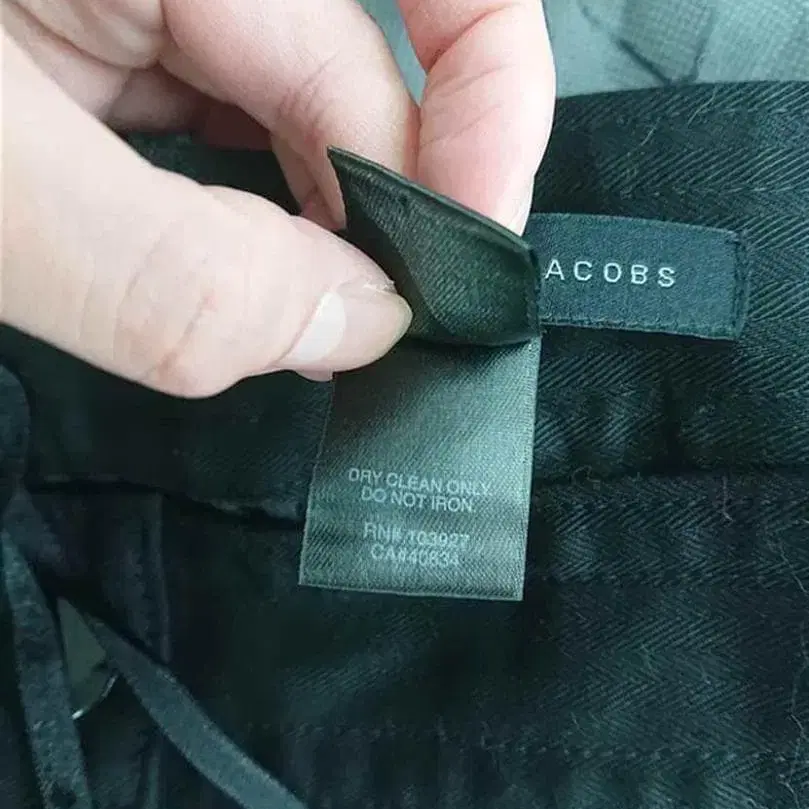 ACOBS
DRY CLEAN ONLY.
DO NOT IRON.
RN# 103927
CA#40834